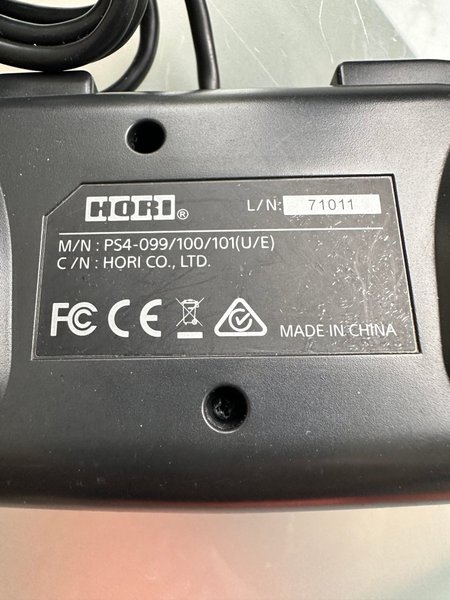 HORI® L/N: 71011
M/N : PS4-099/100/101(U/E)
C/N : HORI CO., LTD.
FC CE MADE IN CHINA